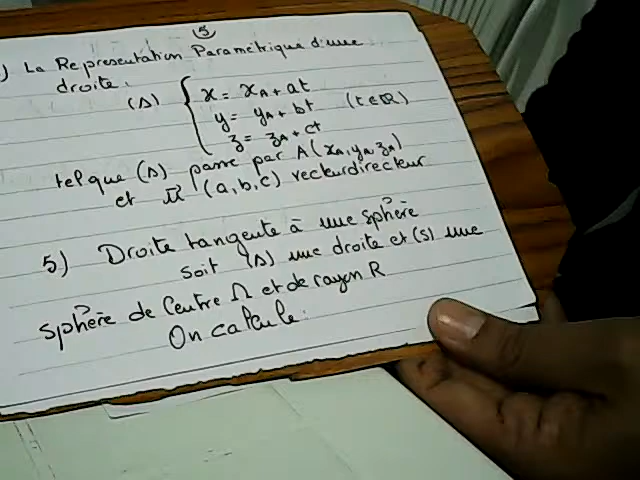 5
) La Representation Parametrique d'une
droite.
(Δ) { x = xA + at
y = yA + bt (t∈ℝ)
z = zA + ct
tel que (Δ) passe par A(xA, yA, zA)
et u⃗ (a, b, c) vecteur directeur
5) Droite tangente à une sphère
soit (Δ) une droite et (S) une
sphère de Centre Ω et de rayon R
On calcule: